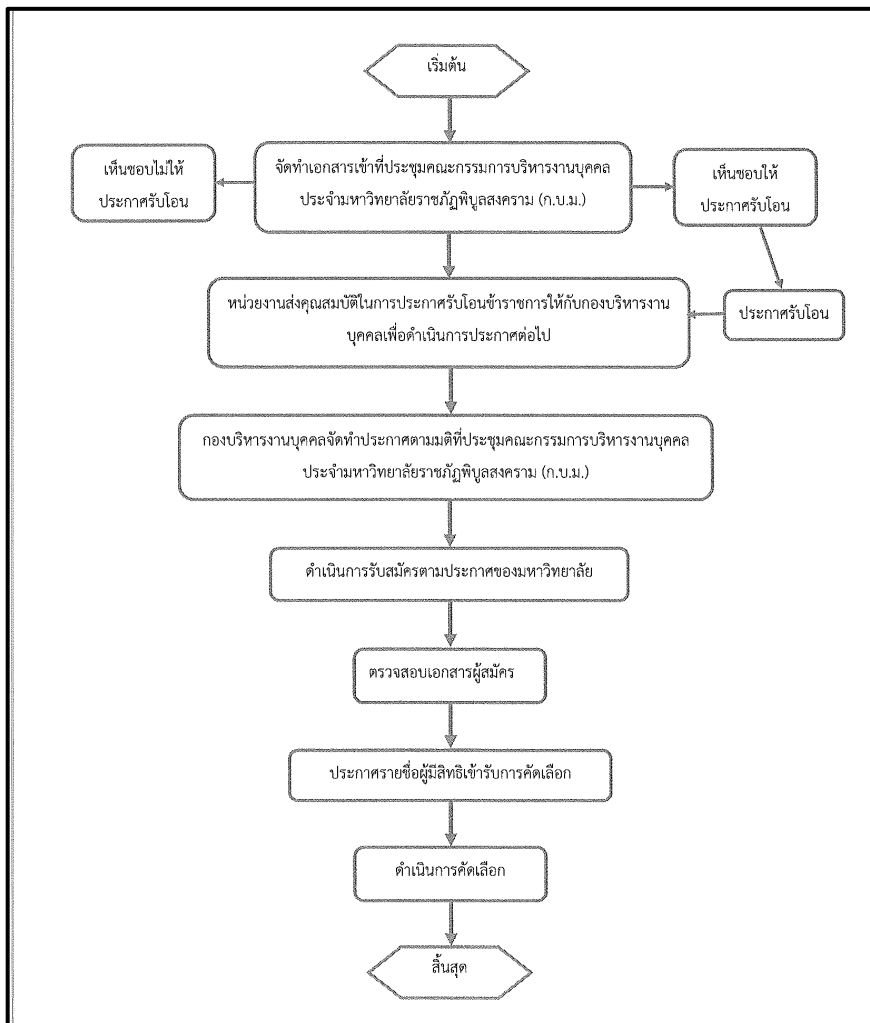 เริ่มต้น
จัดทำเอกสารเข้าที่ประชุมคณะกรรมการบริหารงานบุคคล
ประจำมหาวิทยาลัยราชภัฏพิบูลสงคราม (ก.บ.ม.)
เห็นชอบไม่ให้
ประกาศรับโอน
เห็นชอบให้
ประกาศรับโอน
ประกาศรับโอน
หน่วยงานส่งคุณสมบัติในการประกาศรับโอนข้าราชการให้กับกองบริหารงาน
บุคคลเพื่อดำเนินการประกาศต่อไป
กองบริหารงานบุคคลจัดทำประกาศตามมติที่ประชุมคณะกรรมการบริหารงานบุคคล
ประจำมหาวิทยาลัยราชภัฏพิบูลสงคราม (ก.บ.ม.)
ดำเนินการรับสมัครตามประกาศของมหาวิทยาลัย
ตรวจสอบเอกสารผู้สมัคร
ประกาศรายชื่อผู้มีสิทธิเข้ารับการคัดเลือก
ดำเนินการคัดเลือก
สิ้นสุด